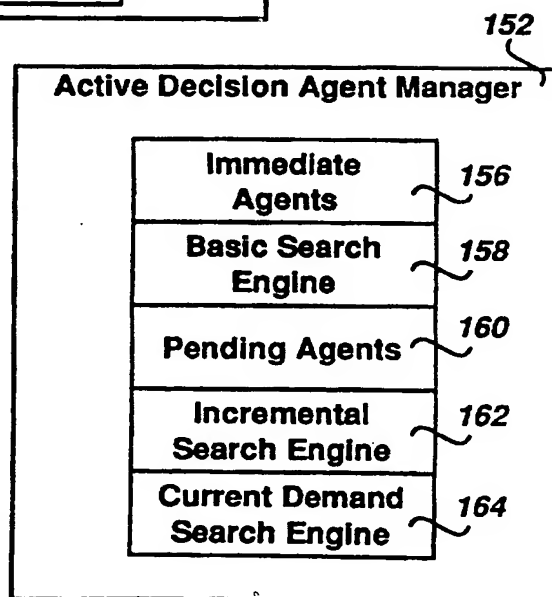 152
Active Decision Agent Manager
Immediate
Agents
156
Basic Search
Engine
158
Pending Agents
160
Incremental
Search Engine
162
Current Demand
Search Engine
164